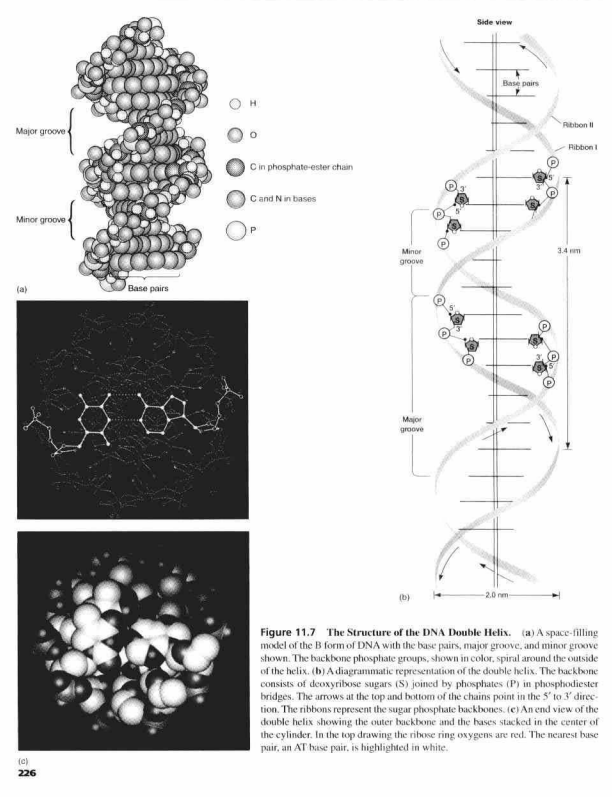 Major groove
Minor groove
H
O
C in phosphate-ester chain
C and N in bases
P
(a)
Base pairs
Side view
Base pairs
Ribbon II
Ribbon I
P
P
3'
5'
S
S
P
P
P
3'
5'
S
S
3.4 nm
Minor groove
P
5'
S
3'
P
S
P
P
S
P
3'
S
5'
P
Major groove
(b)
2.0 nm
Figure 11.7 The Structure of the DNA Double Helix. (a) A space-filling
model of the B form of DNA with the base pairs, major groove, and minor groove
shown. The backbone phosphate groups, shown in color, spiral around the outside
of the helix. (b) A diagrammatic representation of the double helix. The backbone
consists of deoxyribose sugars (S) joined by phosphates (P) in phosphodiester
bridges. The arrows at the top and bottom of the chains point in the 5' to 3' direc-
tion. The ribbons represent the sugar phosphate backbones. (c) An end view of the
double helix showing the outer backbone and the bases stacked in the center of
the cylinder. In the top drawing the ribose ring oxygens are red. The nearest base
pair, an AT base pair, is highlighted in white.
(c)
226